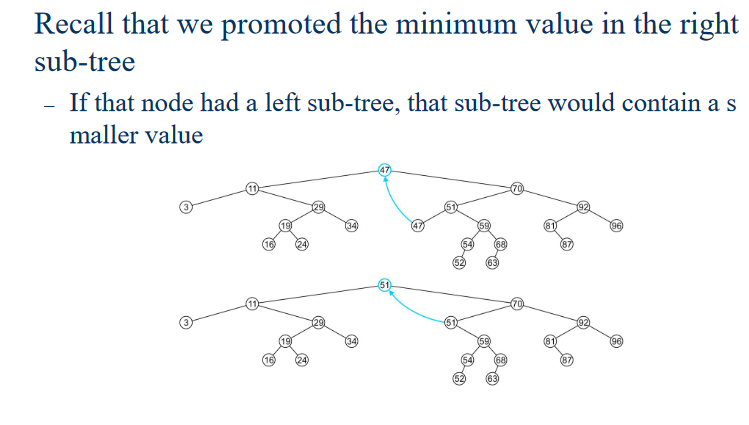 Recall that we promoted the minimum value in the right
sub-tree
– If that node had a left sub-tree, that sub-tree would contain a s
maller value
47
11 70
3 29 51 92
19 34 47 59 81 96
16 24 54 68 87
52 63
51
11 70
3 29 51 92
19 34 59 81 96
16 24 54 68 87
52 63